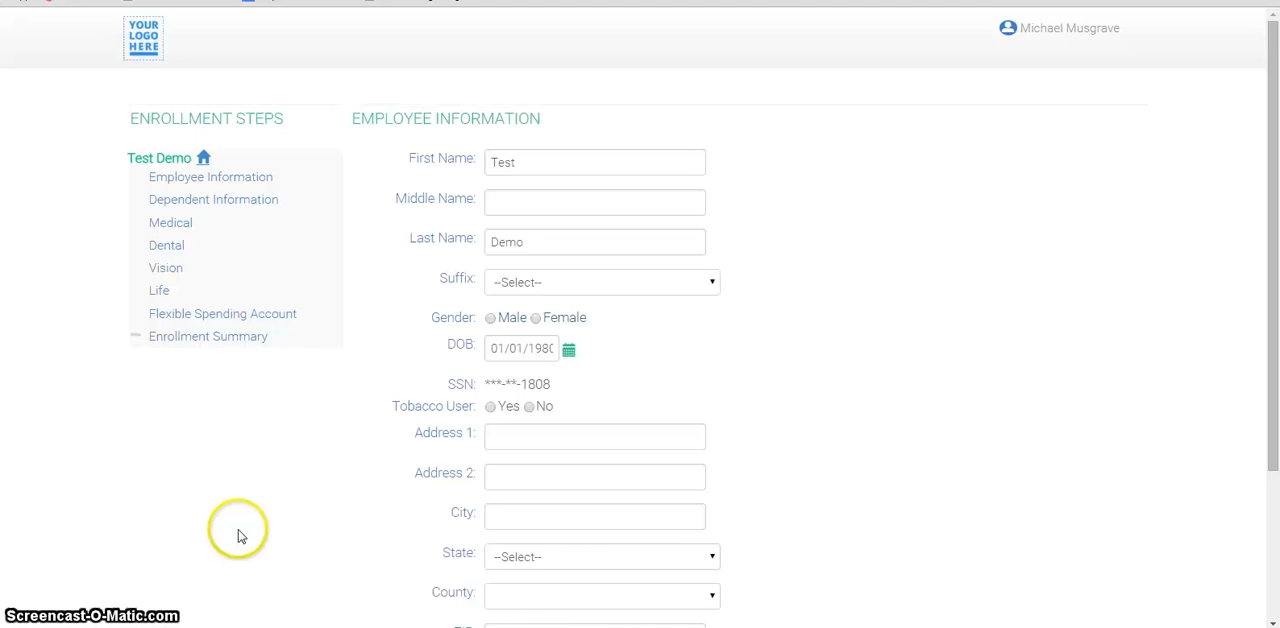 YOUR
LOGO
HERE
Michael Musgrave
ENROLLMENT STEPS
EMPLOYEE INFORMATION
Test Demo
Employee Information
Dependent Information
Medical
Dental
Vision
Life
Flexible Spending Account
Enrollment Summary
First Name: Test
Middle Name:
Last Name: Demo
Suffix: --Select--
Gender: Male Female
DOB: 01/01/1980
SSN: ***-**-1808
Tobacco User: Yes No
Address 1:
Address 2:
City:
State: --Select--
County:
Screencast-O-Matic.com